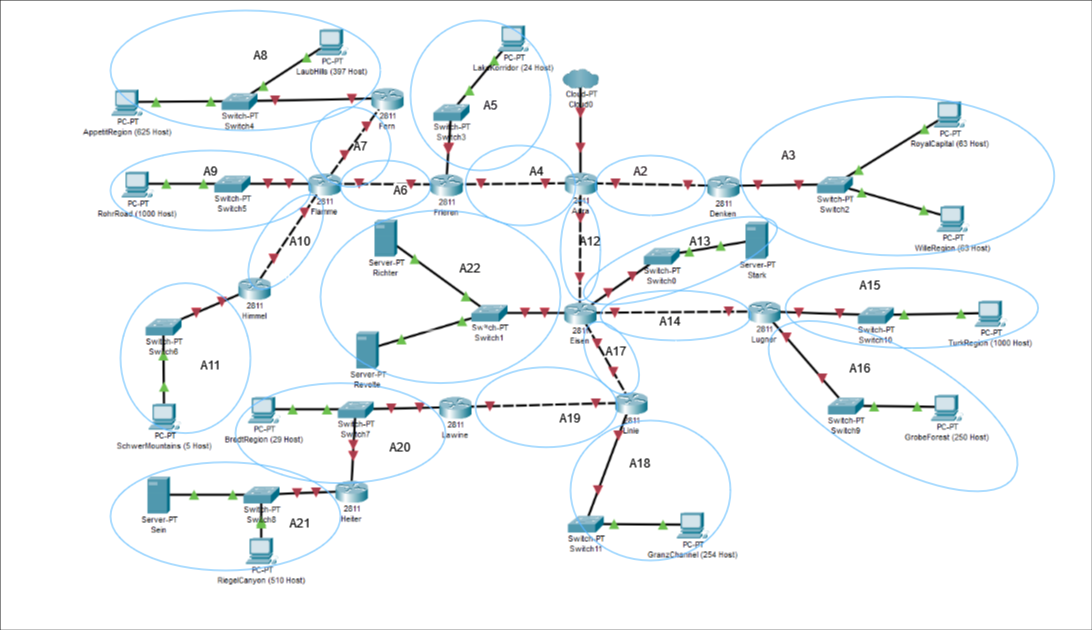 A8
PC-PT
LaubHills (397 Host)
PC-PT
AppettRegion (625 Host)
Switch-PT
Switch4
2811
Fern
A7
PC-PT
(24 Host)
A5
Switch-PT
Switch3
Cloud-PT
Cloud0
A9
PC-PT
RohrRoad (1000 Host)
Switch-PT
Switch5
2811
Flamme
A6
2811
Frieren
A4
2811
A2
2811
Denken
A3
PC-PT
RoyalCapital (63 Host)
Switch-PT
Switch2
PC-PT
WilleRegion (63 Host)
A10
2811
Himmel
Server-PT
Richter
A22
A12
A13
Switch-PT
Switch0
Server-PT
Stark
Switch-PT
Switch1
Server-PT
Revolte
Eisen
A14
2811
Lugner
A15
Switch-PT
Switch10
PC-PT
TurkRegion (1000 Host)
Switch-PT
Switch6
A11
PC-PT
SchwerMountains (5 Host)
A17
A16
Switch-PT
Switch9
PC-PT
GrobeForest (250 Host)
PC-PT
BredtRegion (29 Host)
Switch-PT
Switch7
A20
2811
Lawine
A19
2811
Linie
A18
Switch-PT
Switch11
PC-PT
GranzChannel (254 Host)
Server-PT
Sein
Switch-PT
Switch8
A21
2811
Heiter
PC-PT
RiegelCanyon (510 Host)